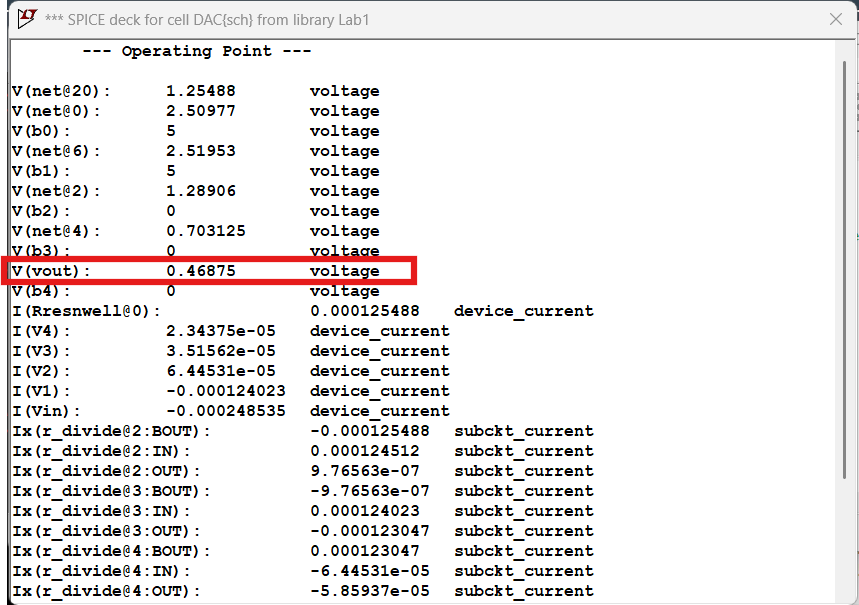 *** SPICE deck for cell DAC{sch} from library Lab1
--- Operating Point ---
V(net@20): 1.25488 voltage
V(net@0): 2.50977 voltage
V(b0): 5 voltage
V(net@6): 2.51953 voltage
V(b1): 5 voltage
V(net@2): 1.28906 voltage
V(b2): 0 voltage
V(net@4): 0.703125 voltage
V(b3): 0 voltage
V(vout): 0.46875 voltage
V(b4): 0 voltage
I(Rresnwell@0): 0.000125488 device_current
I(V4): 2.34375e-05 device_current
I(V3): 3.51562e-05 device_current
I(V2): 6.44531e-05 device_current
I(V1): -0.000124023 device_current
I(Vin): -0.000248535 device_current
Ix(r_divide@2:BOUT): -0.000125488 subckt_current
Ix(r_divide@2:IN): 0.000124512 subckt_current
Ix(r_divide@2:OUT): 9.76563e-07 subckt_current
Ix(r_divide@3:BOUT): -9.76563e-07 subckt_current
Ix(r_divide@3:IN): 0.000124023 subckt_current
Ix(r_divide@3:OUT): -0.000123047 subckt_current
Ix(r_divide@4:BOUT): 0.000123047 subckt_current
Ix(r_divide@4:IN): -6.44531e-05 subckt_current
Ix(r_divide@4:OUT): -5.85937e-05 subckt_current